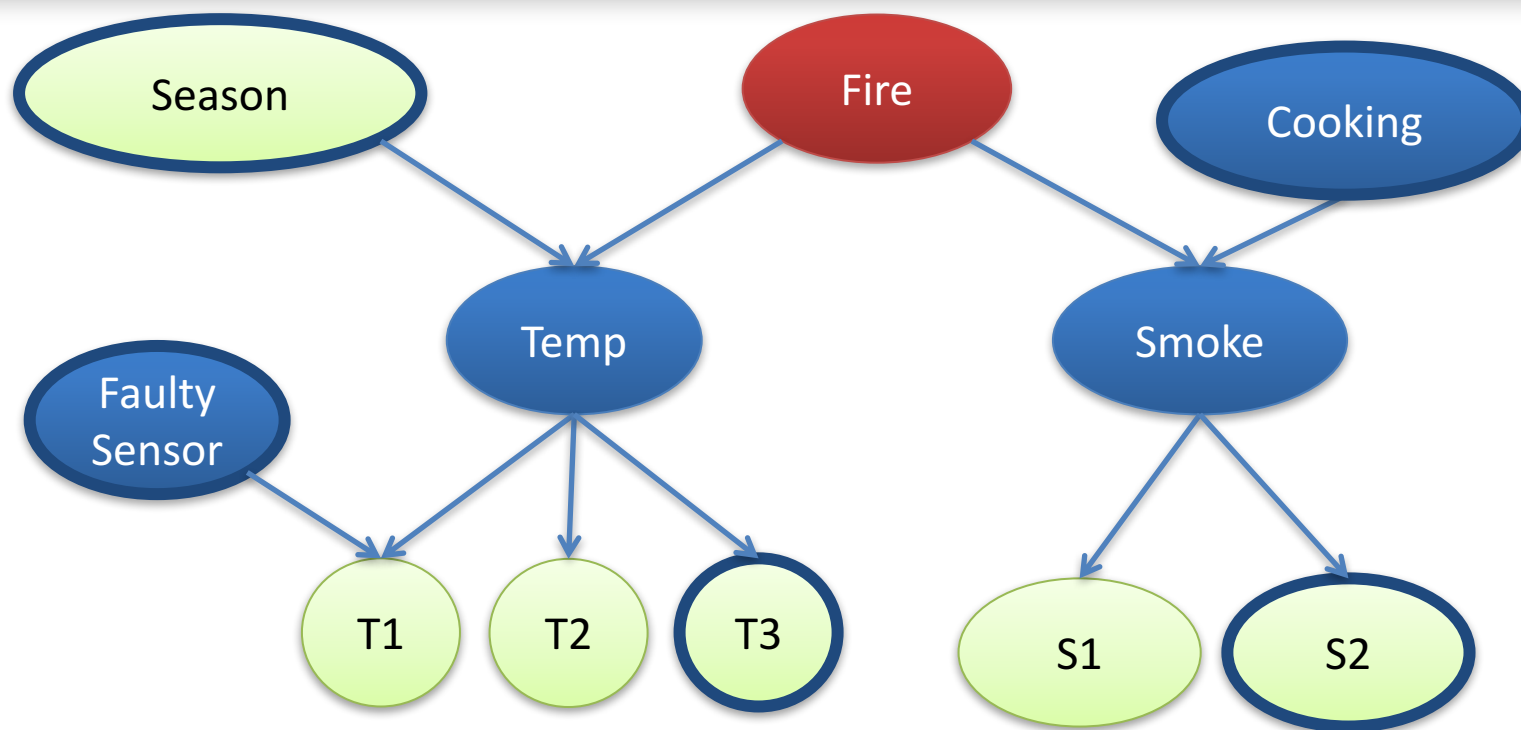 Season
Fire
Cooking
Temp
Smoke
Faulty
Sensor
T1
T2
T3
S1
S2